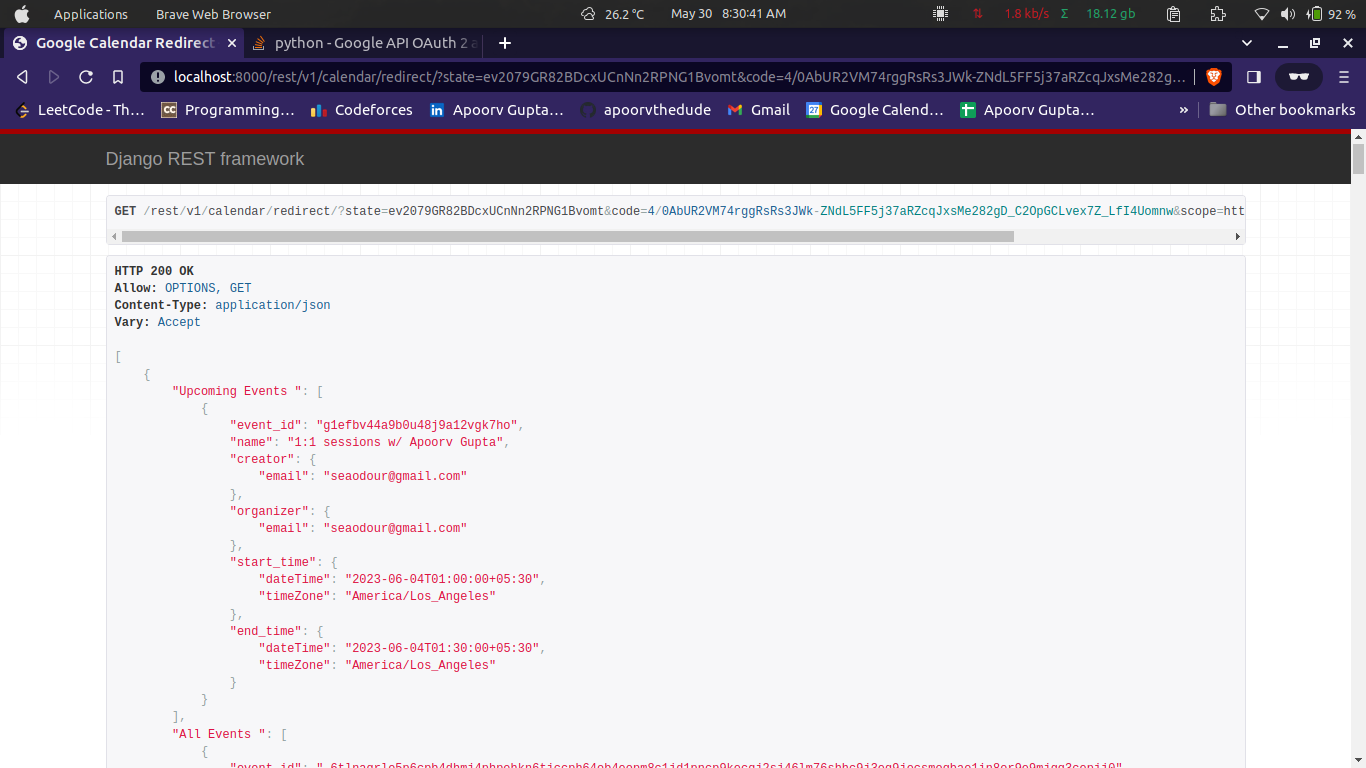 Applications Brave Web Browser 26.2 °C May 30 8:30:41 AM 1.8 kb/s Σ 18.12 gb 92 %
Google Calendar Redirect python - Google API OAuth 2 a
localhost:8000/rest/v1/calendar/redirect/?state=ev2079GR82BDcxUCnNn2RPNG1Bvomt&code=4/0AbUR2VM74rggRsRs3JWk-ZNdL5FF5j37aRZcqJxsMe282g…
LeetCode - Th… Programming… Codeforces Apoorv Gupta… apoorvthedude Gmail Google Calend… Apoorv Gupta… » Other bookmarks
Django REST framework
GET /rest/v1/calendar/redirect/?state=ev2079GR82BDcxUCnNn2RPNG1Bvomt&code=4/0AbUR2VM74rggRsRs3JWk-ZNdL5FF5j37aRZcqJxsMe282gD_C2OpGCLvex7Z_LfI4Uomnw&scope=htt
HTTP 200 OK
Allow: OPTIONS, GET
Content-Type: application/json
Vary: Accept
[
{
"Upcoming Events ": [
{
"event_id": "g1efbv44a9b0u48j9a12vgk7ho",
"name": "1:1 sessions w/ Apoorv Gupta",
"creator": {
"email": "seaodour@gmail.com"
},
"organizer": {
"email": "seaodour@gmail.com"
},
"start_time": {
"dateTime": "2023-06-04T01:00:00+05:30",
"timeZone": "America/Los_Angeles"
},
"end_time": {
"dateTime": "2023-06-04T01:30:00+05:30",
"timeZone": "America/Los_Angeles"
}
}
],
"All Events ": [
{
"event_id":